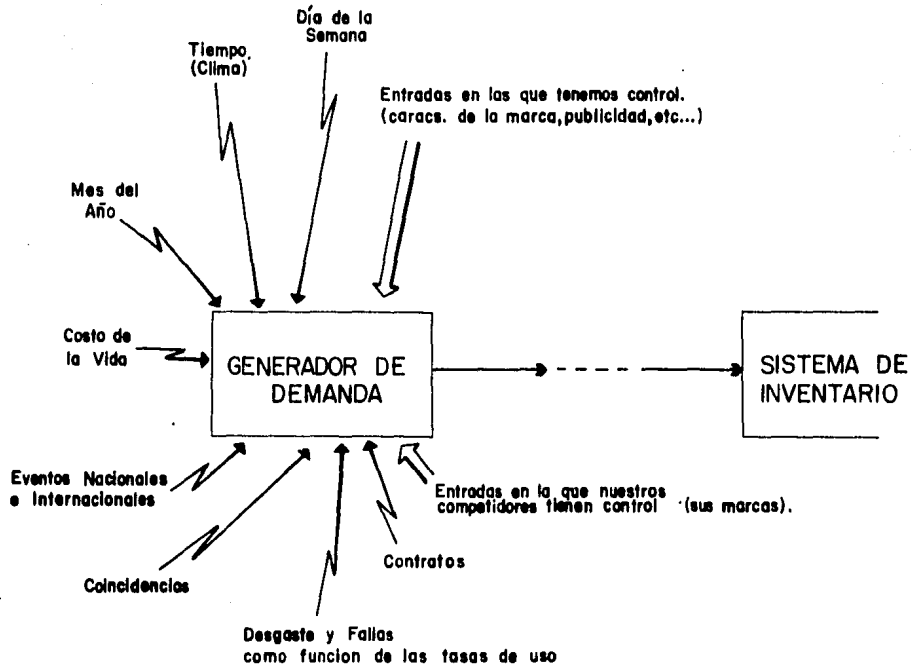 Día de la
Semana
Tiempo.
(Clima)
Entradas en las que tenemos control.
(caracs. de la marca, publicidad, etc...)
Mes del
Año
Costo de
la Vida
GENERADOR DE
DEMANDA
SISTEMA DE
INVENTARIO
Eventos Nacionales
e Internacionales
Entradas en la que nuestros
competidores tienen control (sus marcas).
Contratos
Coincidencias
Desgaste y Fallas
como funcion de las tasas de uso